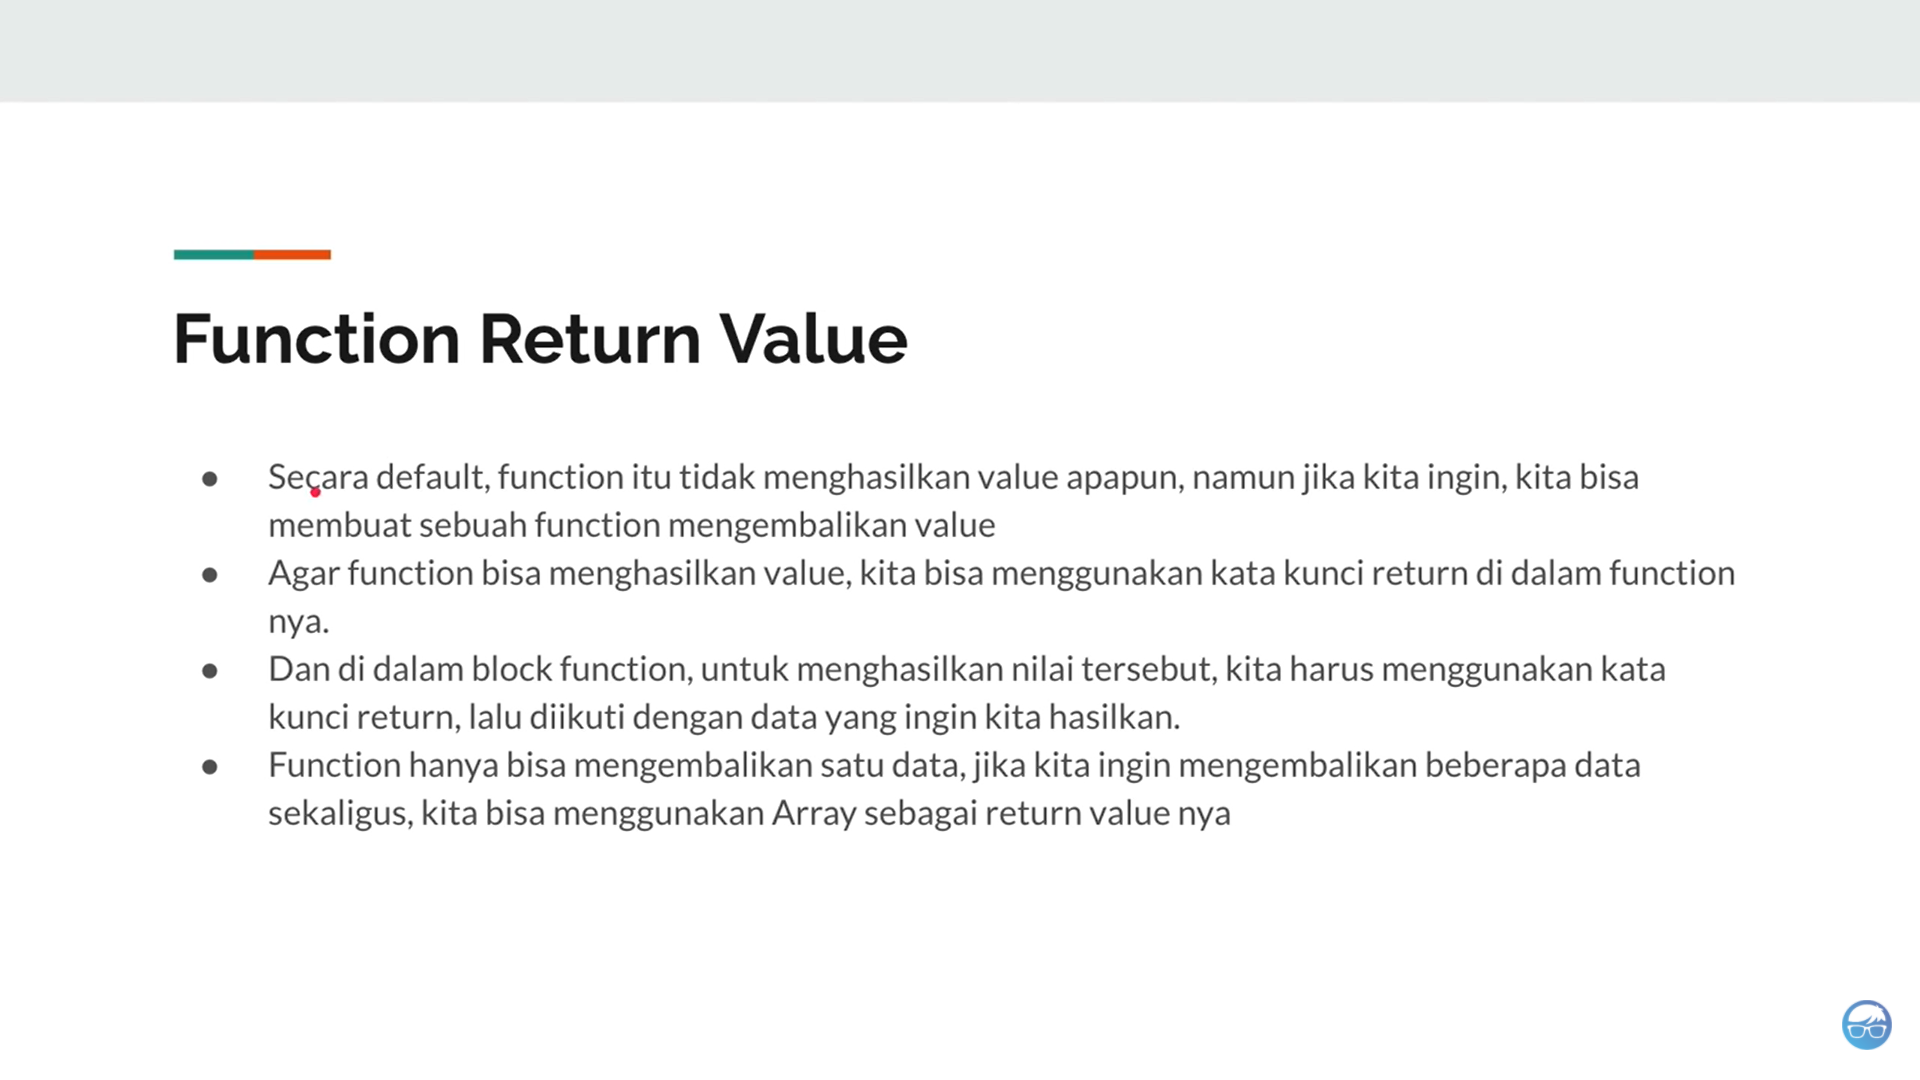 Function Return Value
● Secara default, function itu tidak menghasilkan value apapun, namun jika kita ingin, kita bisa
membuat sebuah function mengembalikan value
● Agar function bisa menghasilkan value, kita bisa menggunakan kata kunci return di dalam function
nya.
● Dan di dalam block function, untuk menghasilkan nilai tersebut, kita harus menggunakan kata
kunci return, lalu diikuti dengan data yang ingin kita hasilkan.
● Function hanya bisa mengembalikan satu data, jika kita ingin mengembalikan beberapa data
sekaligus, kita bisa menggunakan Array sebagai return value nya